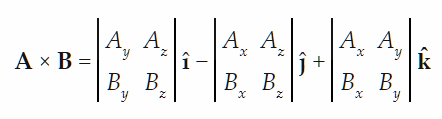 A × B = |A_y A_z; B_y B_z| î − |A_x A_z; B_x B_z| ĵ + |A_x A_y; B_x B_y| k̂